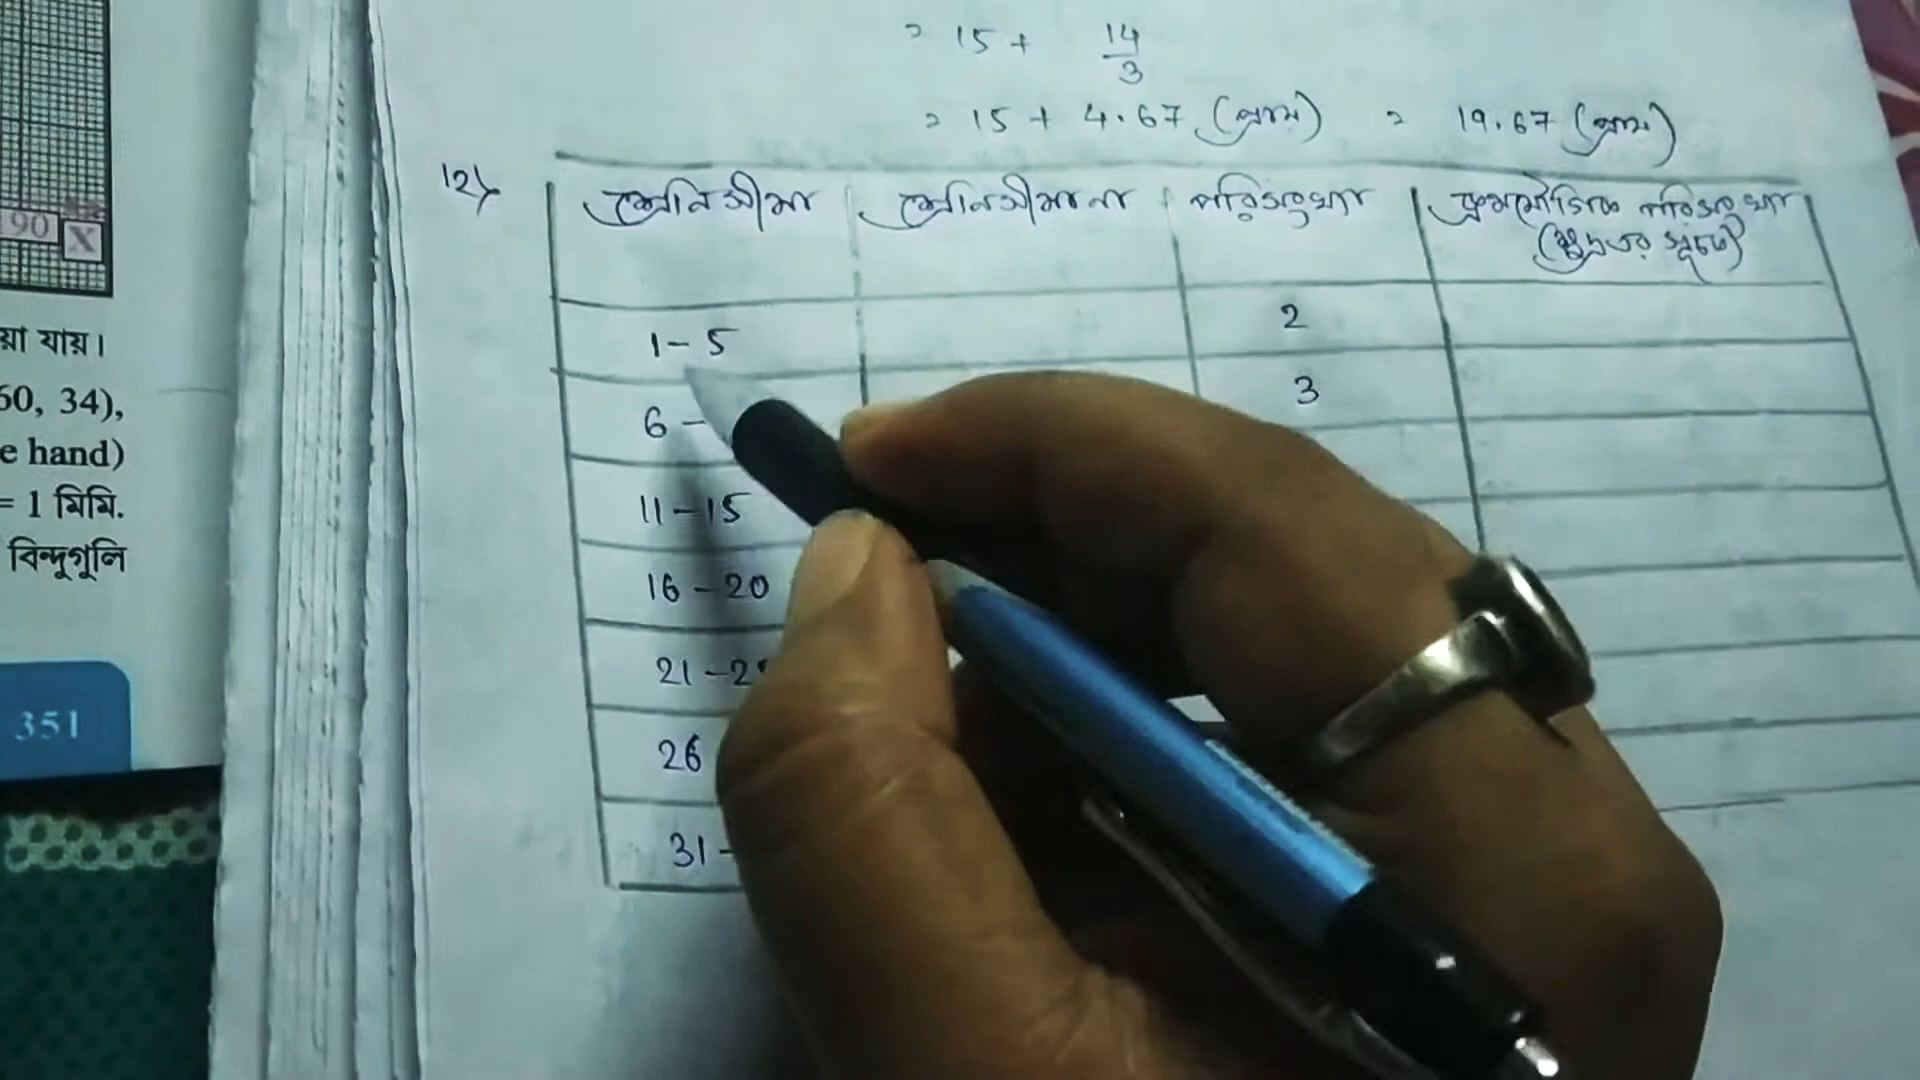 = 15 + 14/3
= 15 + 4.67 (প্রায়) = 19.67 (প্রায়)
12) শ্রেণিসীমা শ্রেণিসীমানা পরিসংখ্যা ক্রমযৌগিক পরিসংখ্যা
(ক্ষুদ্রতর সূচক)
1 - 5 2
6 - 3
11 - 15
16 - 20
21 - 2
26
31 -
90 X
য়া যায়।
60, 34),
e hand)
= 1 মিমি.
বিন্দুগুলি
351